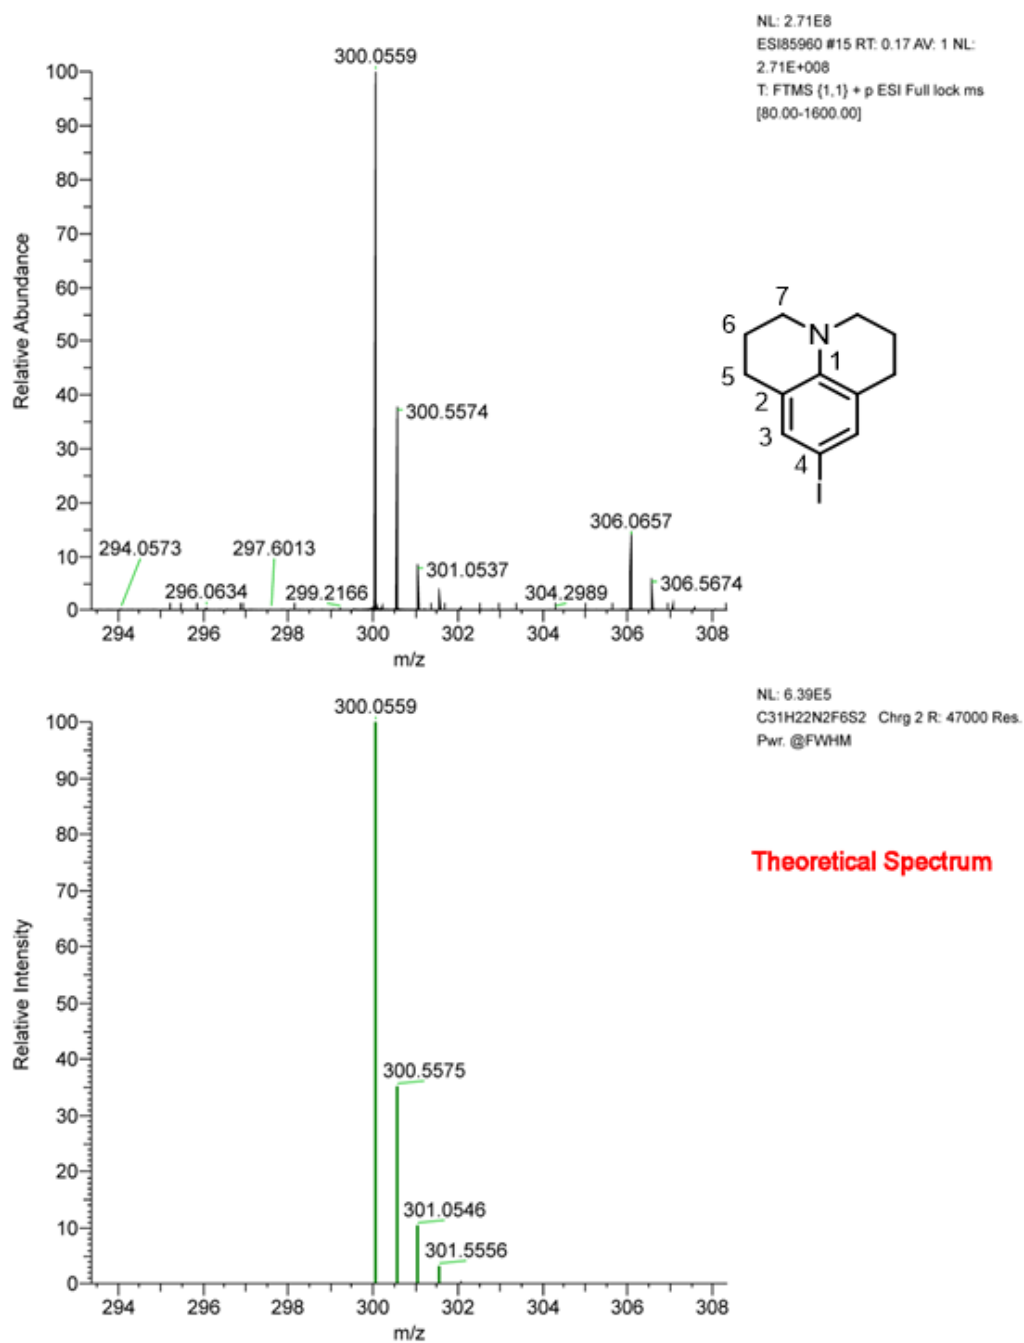 NL: 2.71E8
ESI85960 #15 RT: 0.17 AV: 1 NL:
2.71E+008
T: FTMS {1,1} + p ESI Full lock ms
[80.00-1600.00]
Relative Abundance
100
90
80
70
60
50
40
30
20
10
0
300.0559
300.5574
294.0573
297.6013
296.0634
299.2166
301.0537
304.2989
306.0657
306.5674
294 296 298 300 302 304 306 308
m/z
7
6
N
1
5
2
3
4
I
NL: 6.39E5
C31H22N2F6S2 Chrg 2 R: 47000 Res.
Pwr. @FWHM
Theoretical Spectrum
Relative Intensity
100
90
80
70
60
50
40
30
20
10
0
300.0559
300.5575
301.0546
301.5556
294 296 298 300 302 304 306 308
m/z